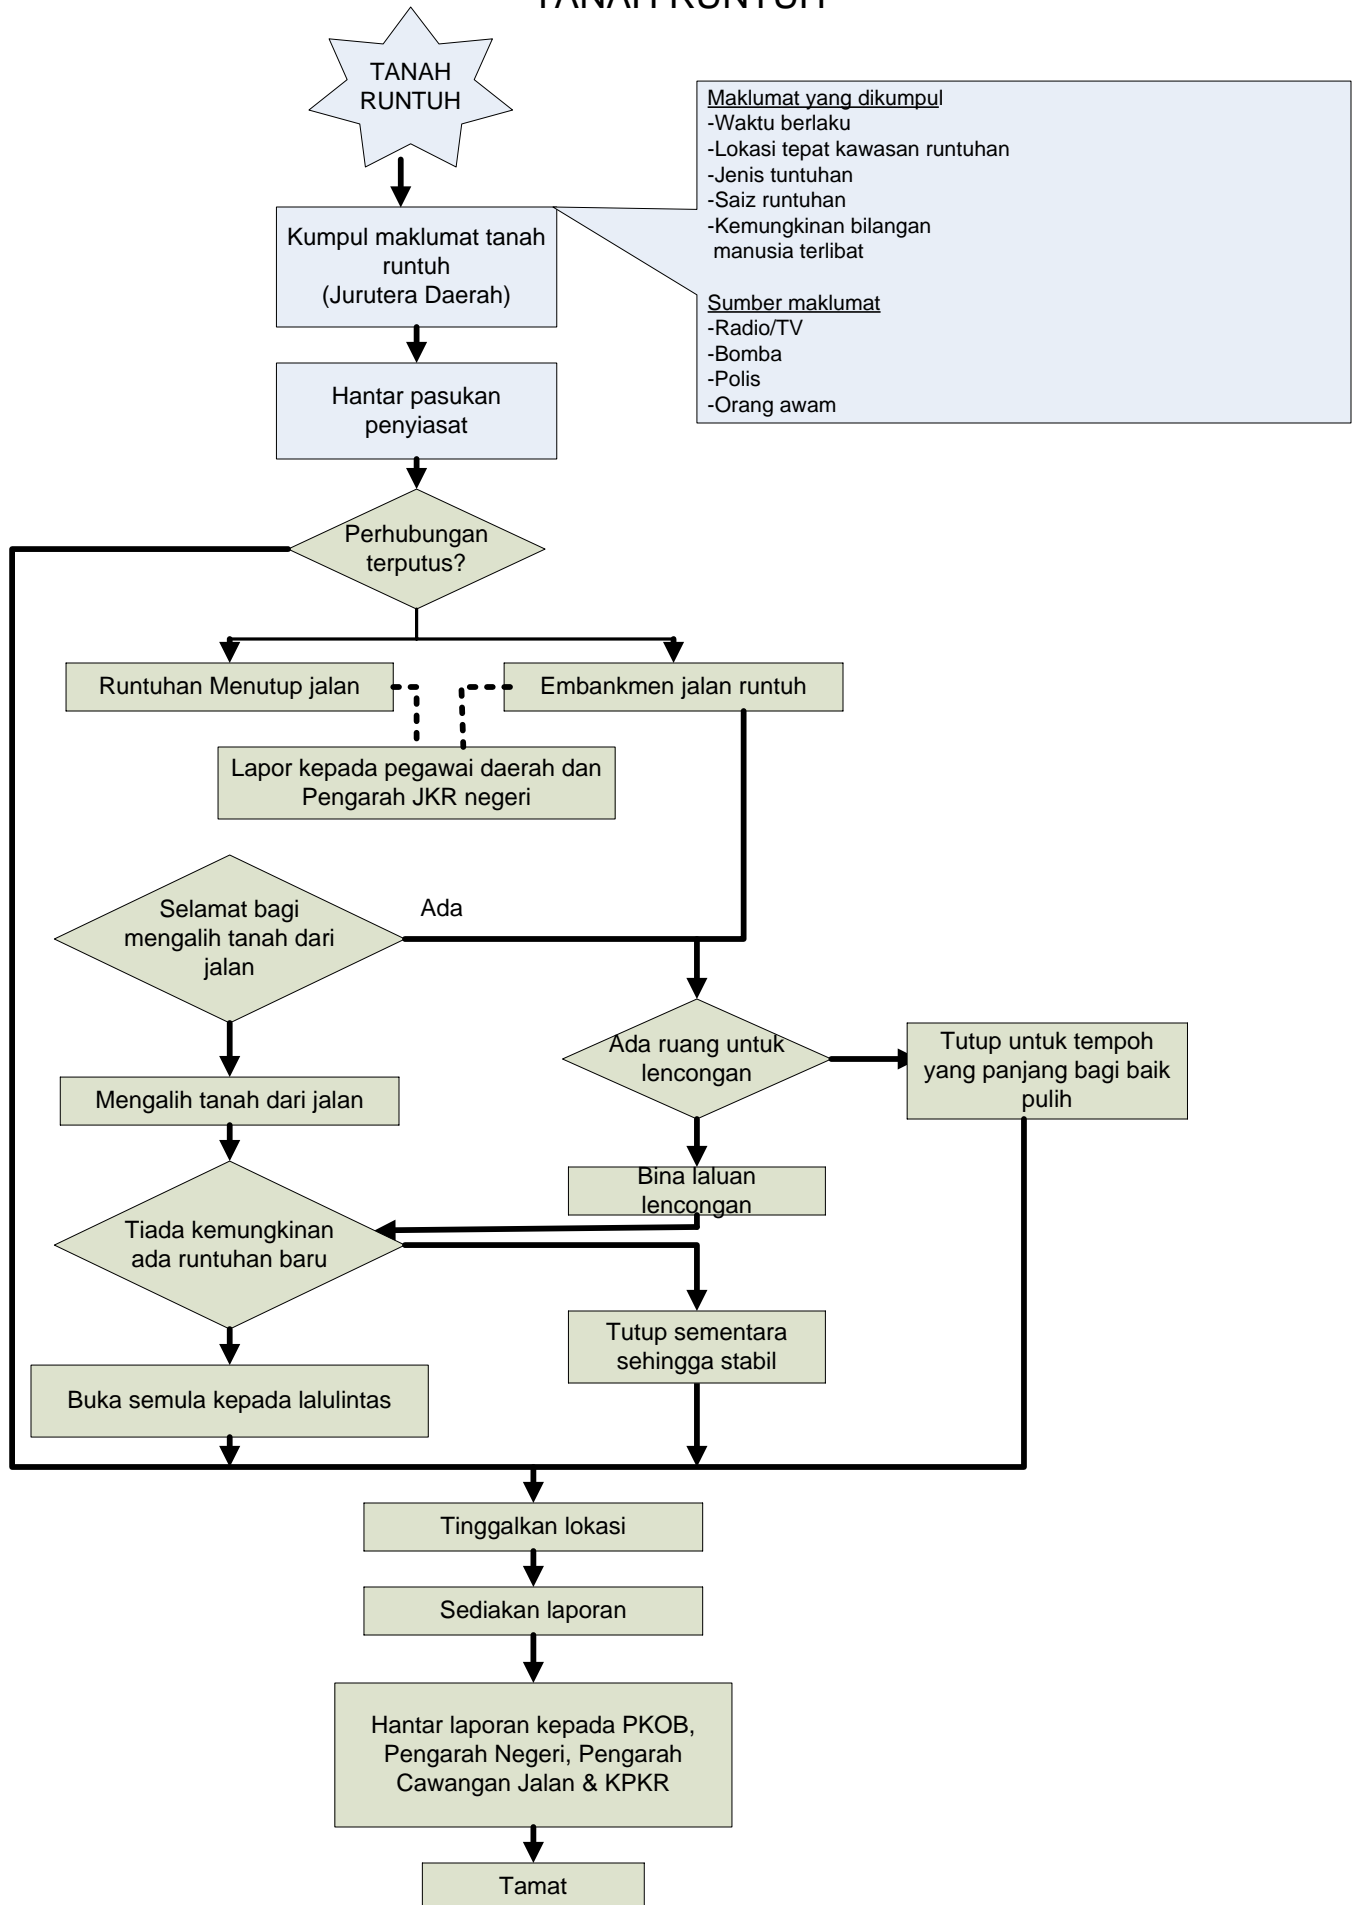 TANAH RUNTUH
TANAH
RUNTUH
Maklumat yang dikumpul
-Waktu berlaku
-Lokasi tepat kawasan runtuhan
-Jenis tuntuhan
-Saiz runtuhan
-Kemungkinan bilangan
manusia terlibat
Sumber maklumat
-Radio/TV
-Bomba
-Polis
-Orang awam
Kumpul maklumat tanah
runtuh
(Jurutera Daerah)
Hantar pasukan
penyiasat
Perhubungan
terputus?
Runtuhan Menutup jalan
Embankmen jalan runtuh
Lapor kepada pegawai daerah dan
Pengarah JKR negeri
Selamat bagi
mengalih tanah dari
jalan
Ada
Ada ruang untuk
lencongan
Tutup untuk tempoh
yang panjang bagi baik
pulih
Mengalih tanah dari jalan
Bina laluan
lencongan
Tiada kemungkinan
ada runtuhan baru
Tutup sementara
sehingga stabil
Buka semula kepada lalulintas
Tinggalkan lokasi
Sediakan laporan
Hantar laporan kepada PKOB,
Pengarah Negeri, Pengarah
Cawangan Jalan & KPKR
Tamat